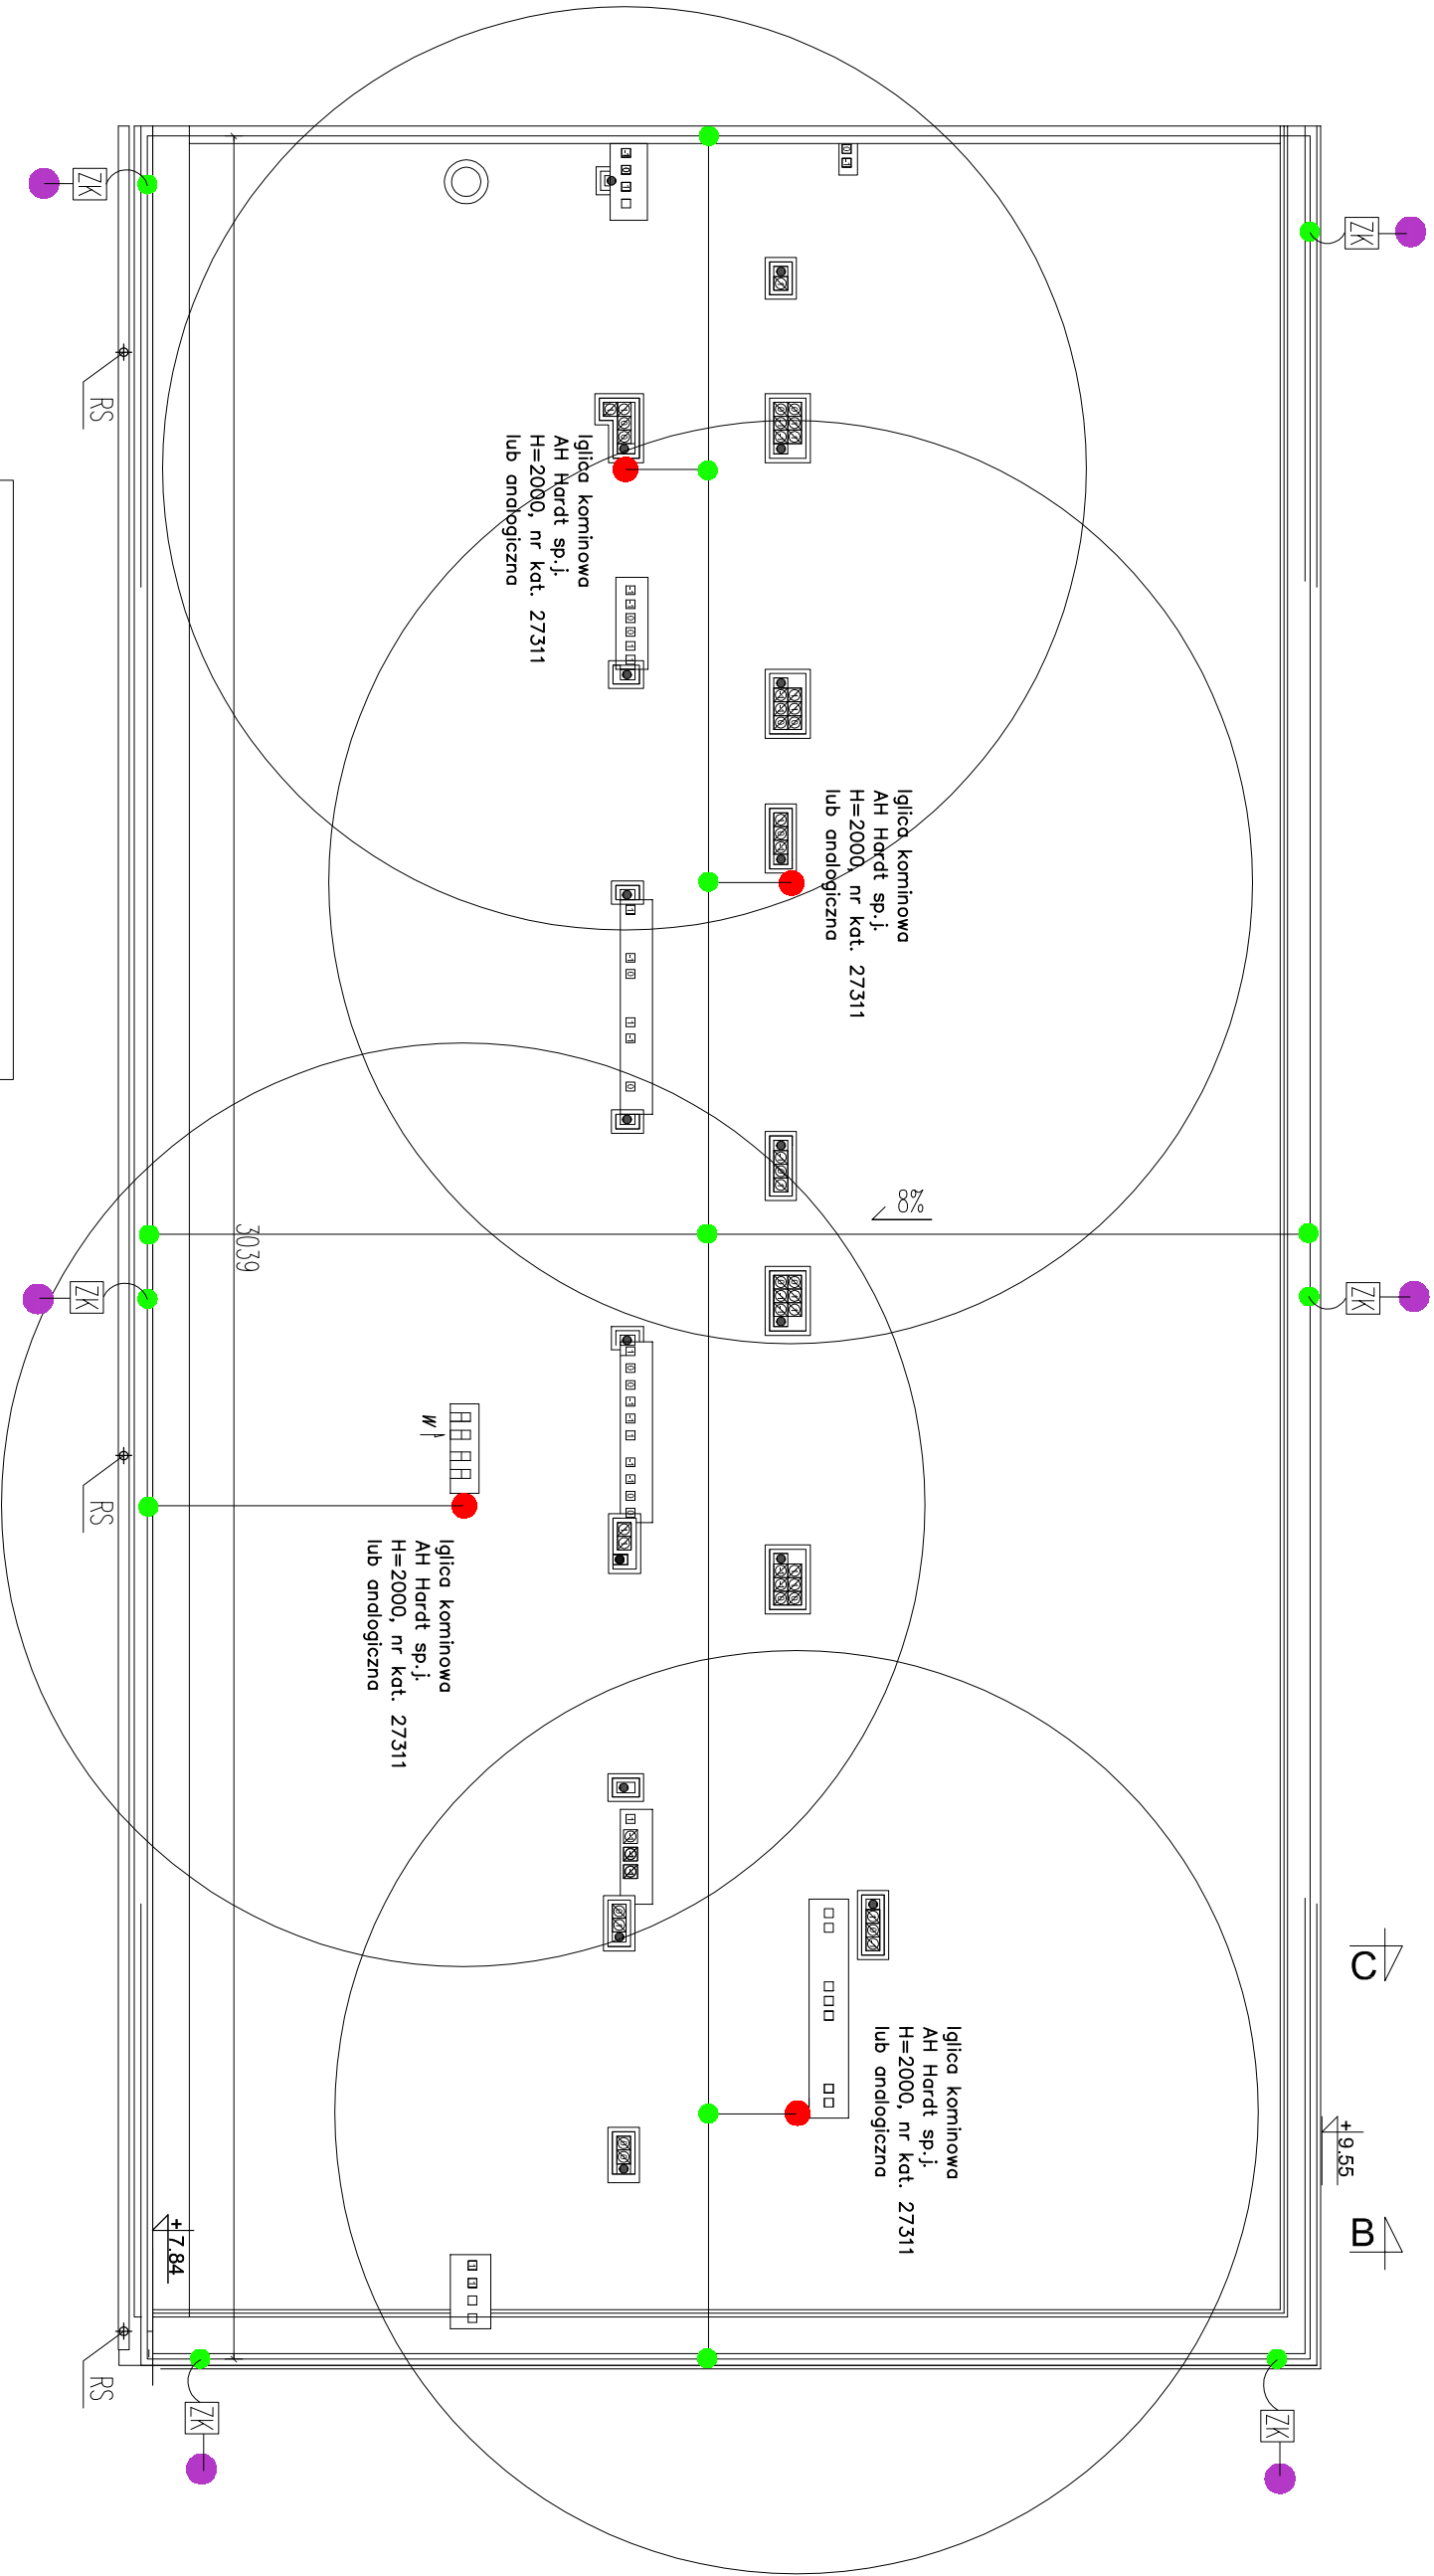 ZK
ZK
RS
Iglica kominowa
AH Hardt sp.j.
H=2000, nr kat. 27311
lub analogiczna
Iglica kominowa
AH Hardt sp.j.
H=2000, nr kat. 27311
lub analogiczna
8%
3039
ZK
ZK
W1
RS
Iglica kominowa
AH Hardt sp.j.
H=2000, nr kat. 27311
lub analogiczna
C
Iglica kominowa
AH Hardt sp.j.
H=2000, nr kat. 27311
lub analogiczna
+9.55
B
+7.84
RS
ZK
ZK